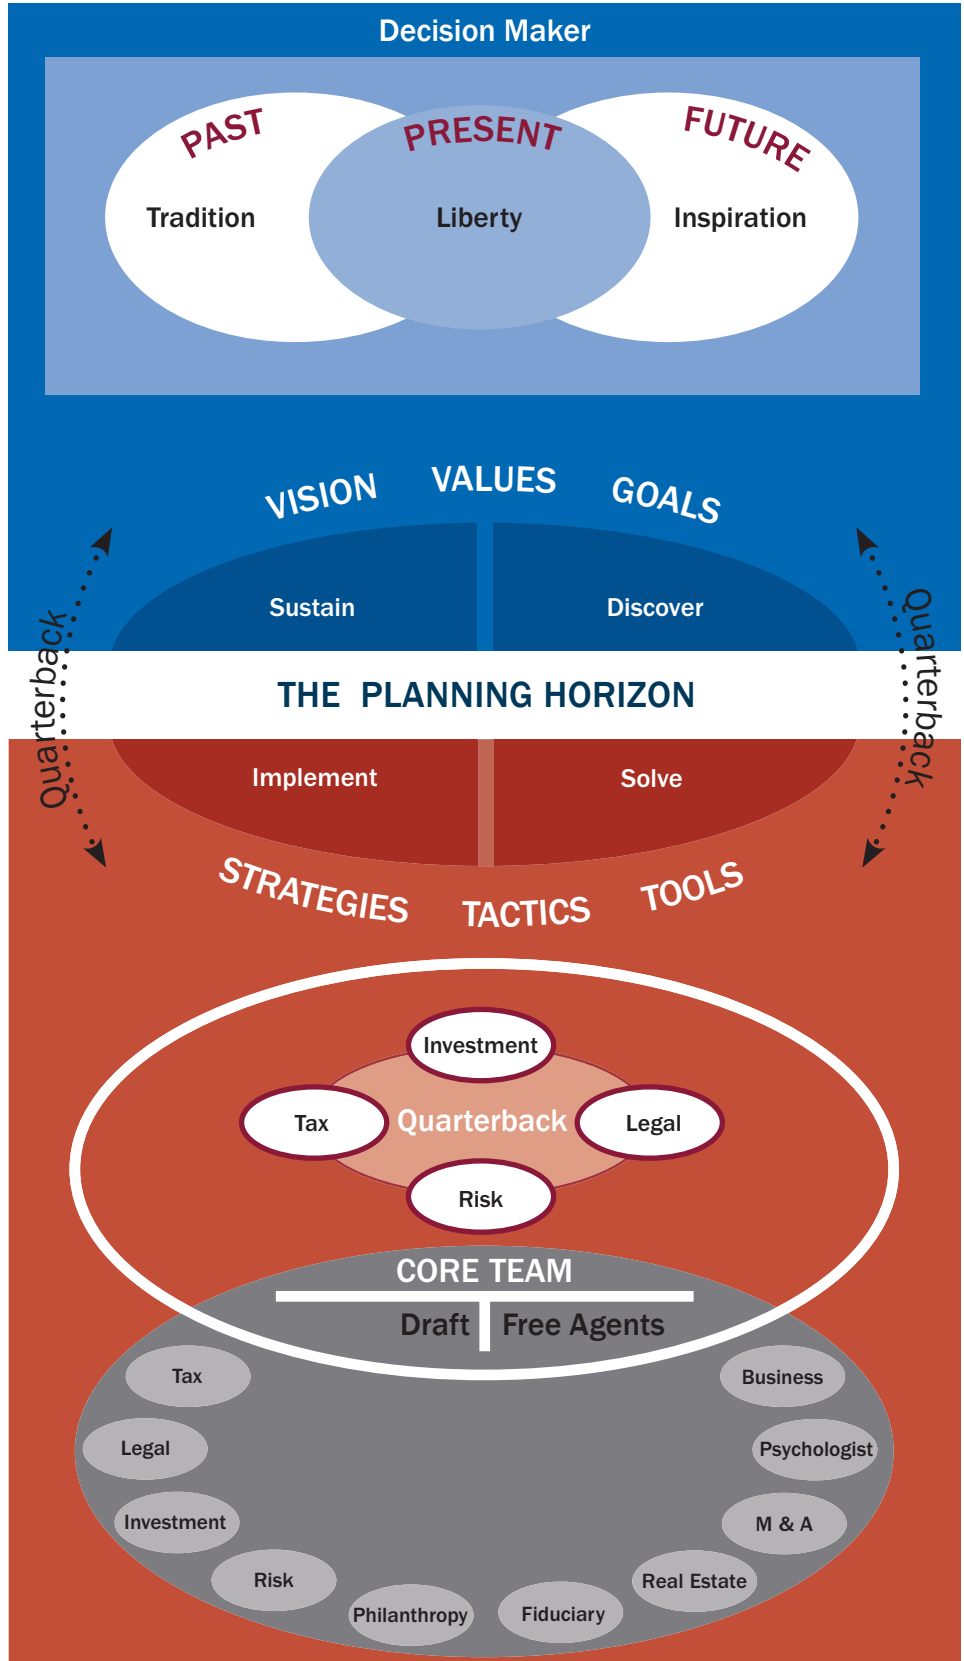 Decision Maker
PAST
PRESENT
FUTURE
Tradition
Liberty
Inspiration
VISION
VALUES
GOALS
Sustain
Discover
Quarterback
Quarterback
THE PLANNING HORIZON
Implement
Solve
STRATEGIES
TACTICS
TOOLS
Investment
Tax
Quarterback
Legal
Risk
CORE TEAM
Draft
Free Agents
Tax
Business
Legal
Psychologist
Investment
M & A
Risk
Real Estate
Philanthropy
Fiduciary